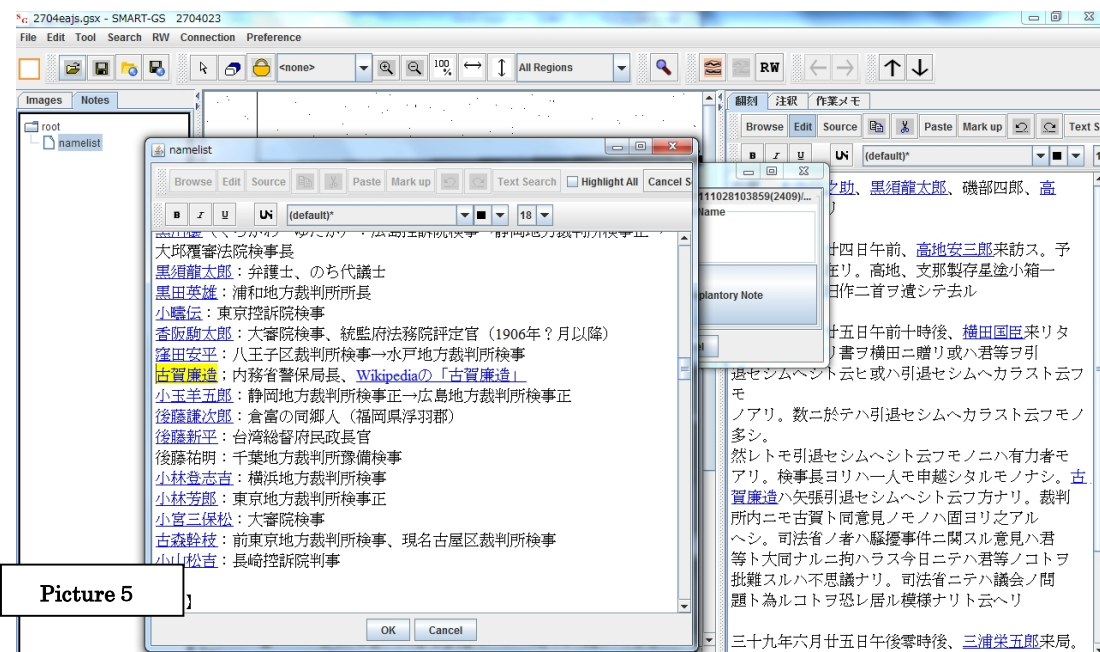 2704eajs.gsx - SMART-GS 2704023
File Edit Tool Search RW Connection Preference
<none>
100 %
All Regions
RW
Images Notes
root
namelist
namelist
Browse Edit Source Paste Mark up Text Search Highlight All Cancel S
B I U (default)* 18
大邱覆審法院検事長
黒須龍太郎：弁護士、のち代議士
黒田英雄：浦和地方裁判所所長
小疇伝：東京控訴院検事
香阪駒太郎：大審院検事、統監府法務院評定官（1906年？月以降）
窪田安平：八王子区裁判所検事→水戸地方裁判所検事
古賀廉造：内務省警保局長、Wikipediaの「古賀廉造」
小玉羊五郎：静岡地方裁判所検事正→広島地方裁判所検事正
後藤謙次郎：倉富の同郷人（福岡県浮羽郡）
後藤新平：台湾総督府民政長官
後藤祐明：千葉地方裁判所豫備検事
小林登志吉：横浜地方裁判所検事
小林芳郎：東京地方裁判所検事正
小宮三保松：大審院検事
古森幹枝：前東京地方裁判所検事、現名古屋区裁判所検事
小山松吉：長崎控訴院判事
】
OK Cancel
111028103859(2409)/...
Name
plantory Note
el
翻刻 注釈 作業メモ
Browse Edit Source Paste Mark up Text S
B I U (default)* 1
之助、黒須龍太郎、磯部四郎、高
リ
廿四日午前、高地安三郎来訪ス。予
在リ。高地、支那製存星塗小箱一
旧作二首ヲ遺シテ去ル
廿五日午前十時後、横田国臣来リタ
リ書ヲ横田ニ贈リ或ハ君等ヲ引
退セシムヘシト云ヒ或ハ引退セシムヘカラスト云フ
モ
ノアリ。数ニ於テハ引退セシムヘカラスト云フモノ
多シ。
然レトモ引退セシムヘシト云フモノニハ有力者モ
アリ。検事長ヨリハ一人モ申越シタルモノナシ。古
賀廉造ハ矢張引退セシムヘシト云フ方ナリ。裁判
所内ニモ古賀ト同意見ノモノハ固ヨリ之アル
ヘシ。司法省ノ者ハ騒擾事件ニ関スル意見ハ君
等ト大同ナルニ拘ハラス今日ニテハ君等ノコトヲ
批難スルハ不思議ナリ。司法省ニテハ議会ノ問
題ト為ルコトヲ恐レ居ル模様ナリト云ヘリ
三十九年六月廿五日午後零時後、三浦栄五郎来局。
Picture 5